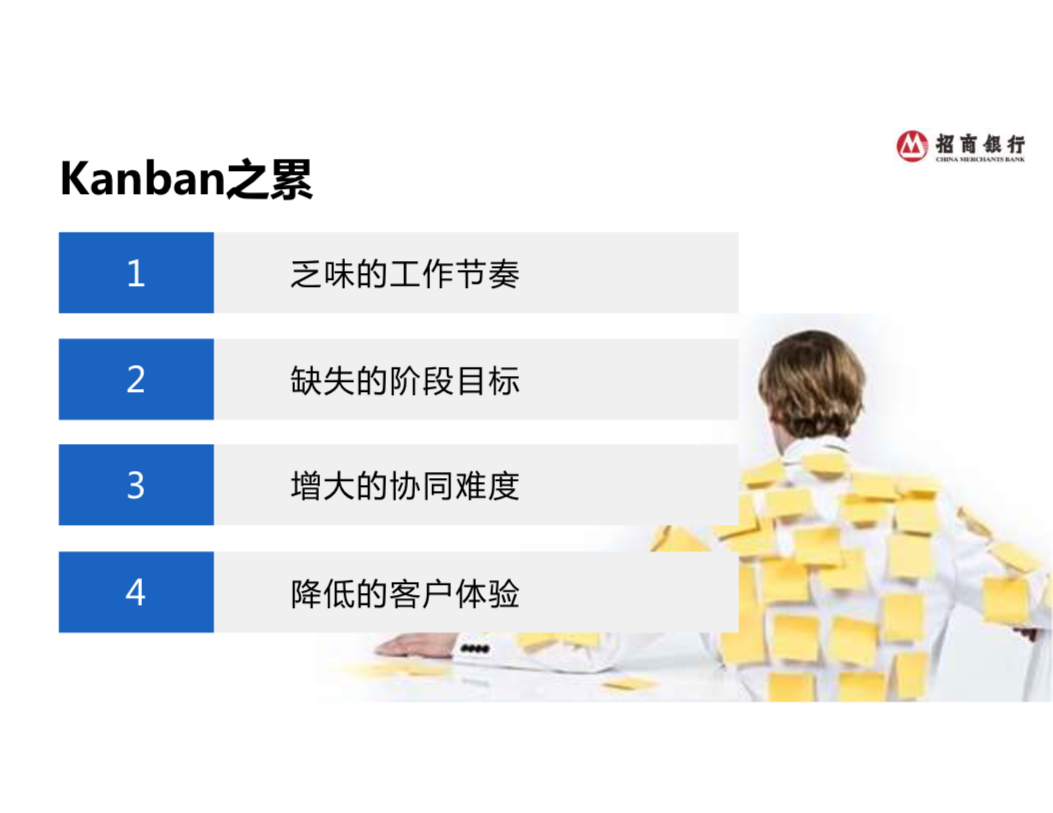 招商银行
CHINA MERCHANTS BANK
Kanban之累
1 乏味的工作节奏
2 缺失的阶段目标
3 增大的协同难度
4 降低的客户体验